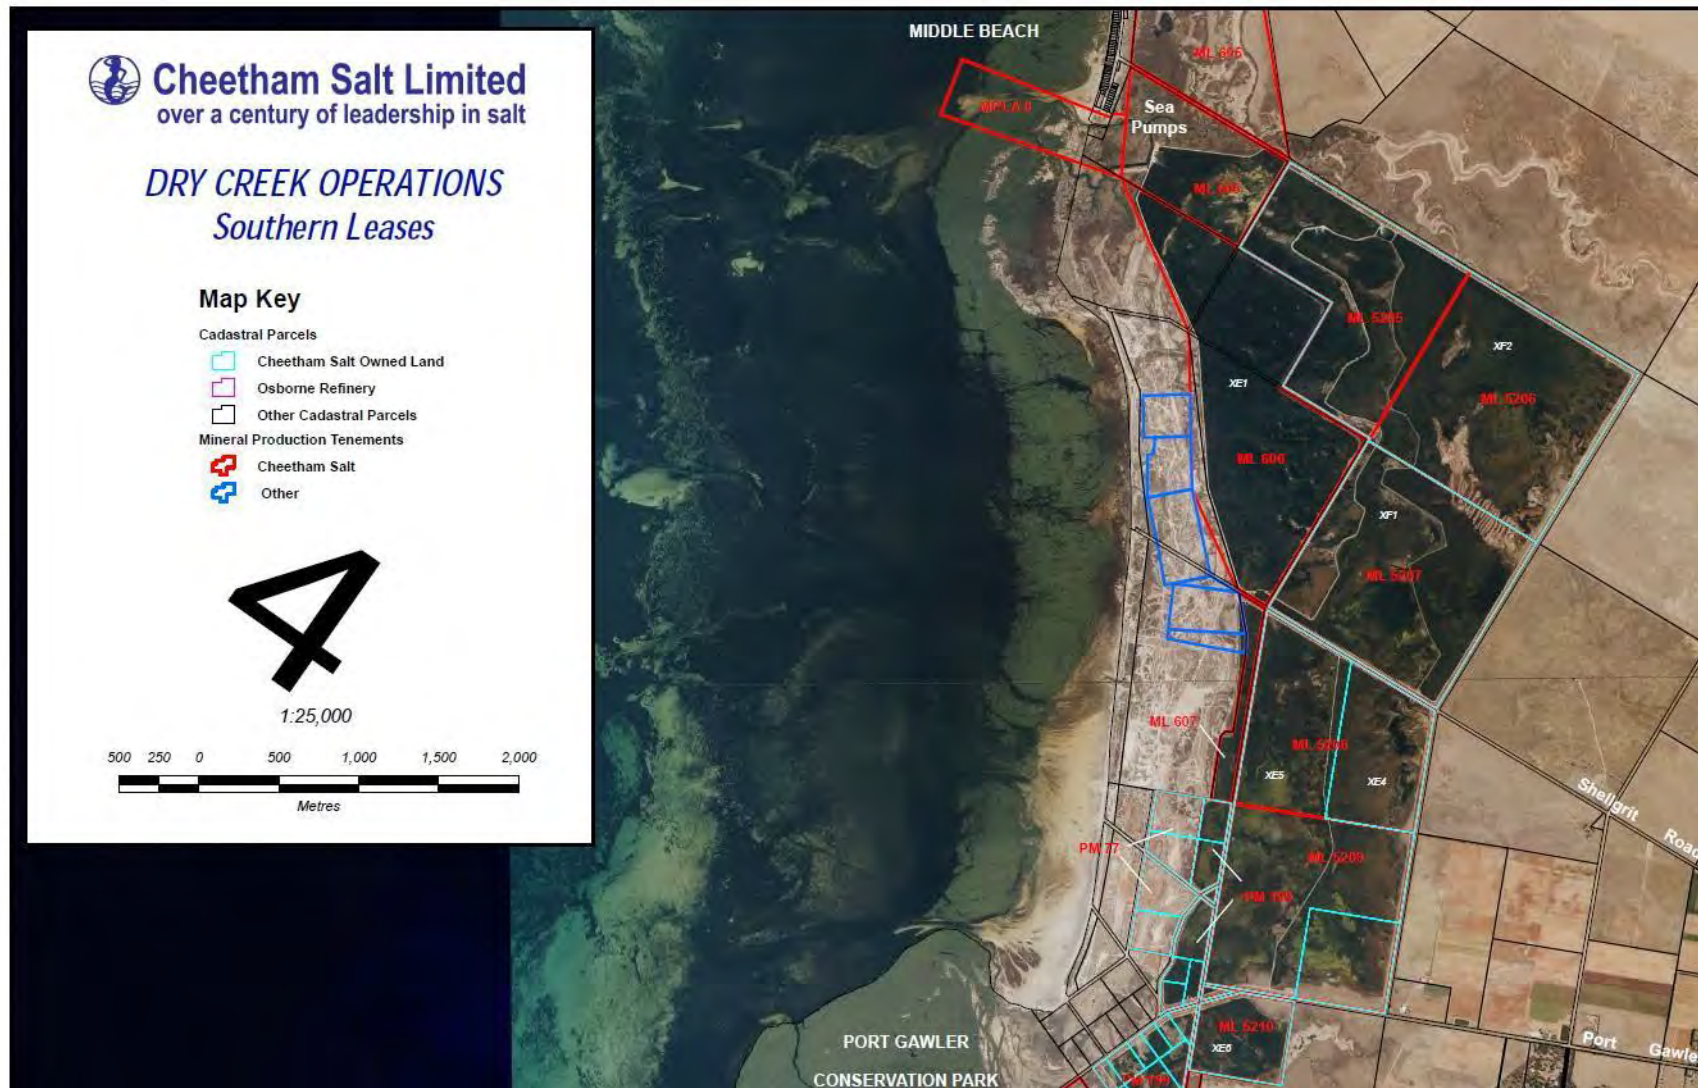 Cheetham Salt Limited
over a century of leadership in salt
DRY CREEK OPERATIONS
Southern Leases
Map Key
Cadastral Parcels
Cheetham Salt Owned Land
Osborne Refinery
Other Cadastral Parcels
Mineral Production Tenements
Cheetham Salt
Other
4
1:25,000
500 250 0 500 1,000 1,500 2,000
Metres
MIDDLE BEACH
Sea
Pumps
ML 5205
XF2
XE1
ML 5206
ML 606
XF1
ML 5207
ML 607
ML 5208
XE5
XE4
Shellgrit
Road
PM 77
ML 5209
ML 5210
XE6
Port
PORT GAWLER
CONSERVATION PARK